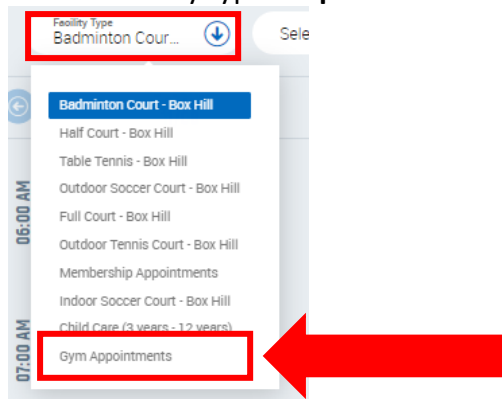 Facility Type
Badminton Cour...
Sele
Badminton Court - Box Hill
Half Court - Box Hill
Table Tennis - Box Hill
Outdoor Soccer Court - Box Hill
Full Court - Box Hill
Outdoor Tennis Court - Box Hill
Membership Appointments
Indoor Soccer Court - Box Hill
Child Care (3 years - 12 years)
Gym Appointments
06:00 AM
07:00 AM